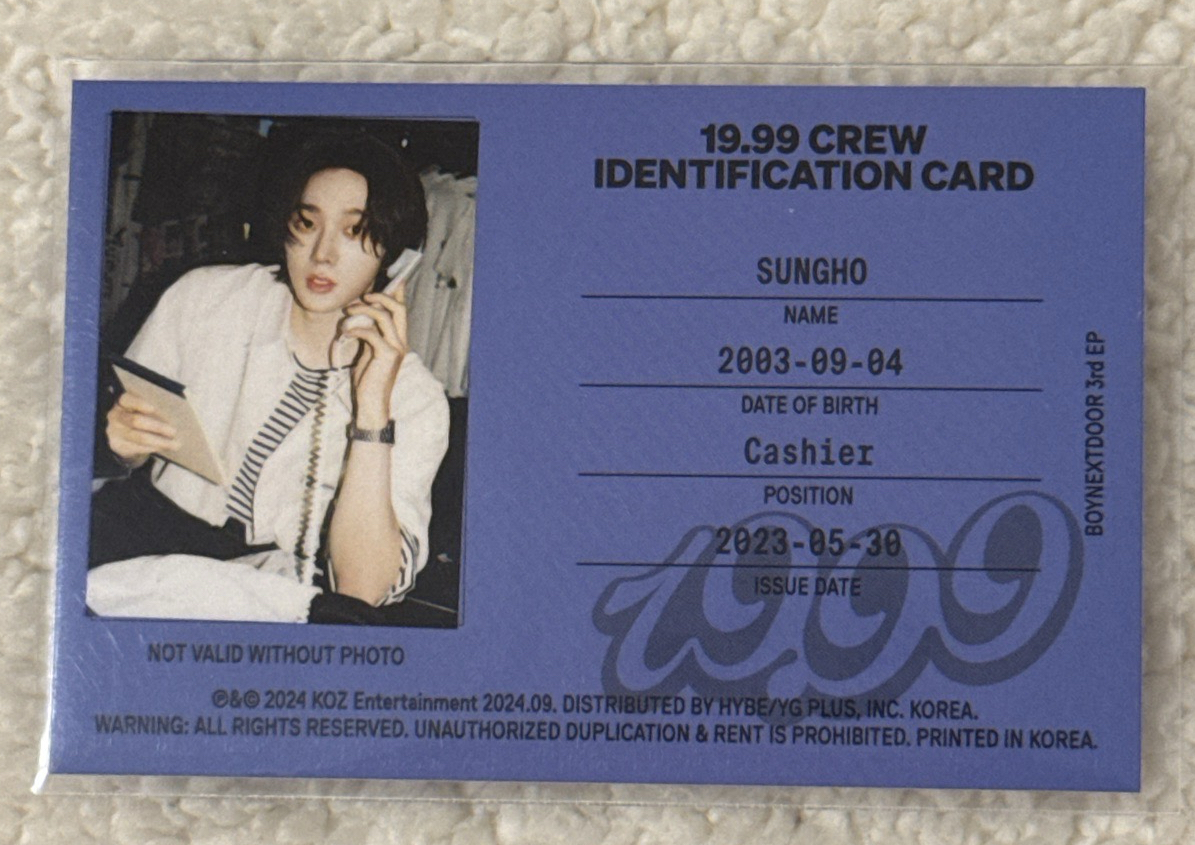 19.99 CREW
IDENTIFICATION CARD
SUNGHO
NAME
2003-09-04
DATE OF BIRTH
Cashier
POSITION
2023-05-30
ISSUE DATE
1999
BOYNEXTDOOR 3rd EP
NOT VALID WITHOUT PHOTO
℗&© 2024 KOZ Entertainment 2024.09. DISTRIBUTED BY HYBE/YG PLUS, INC. KOREA.
WARNING: ALL RIGHTS RESERVED. UNAUTHORIZED DUPLICATION & RENT IS PROHIBITED. PRINTED IN KOREA.